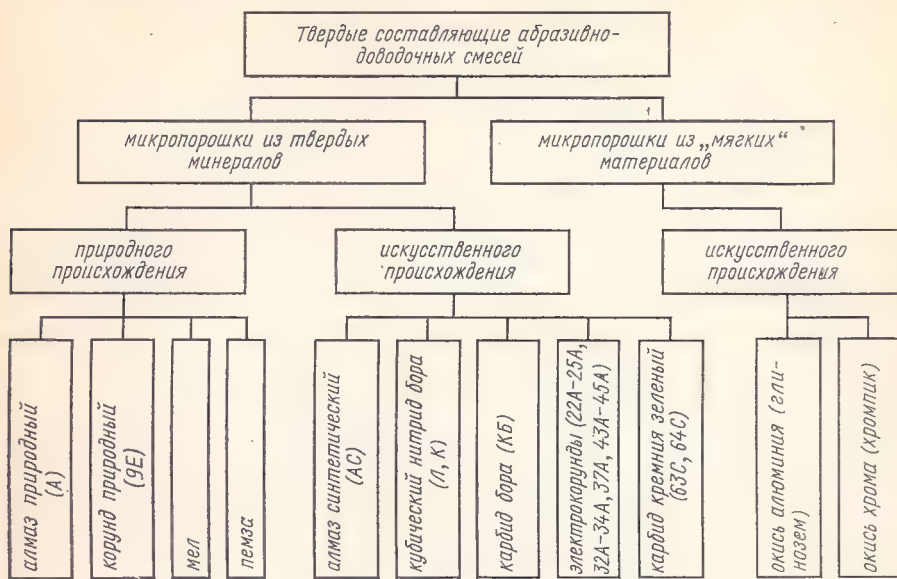 Твердые составляющие абразивно-
доводочных смесей
микропорошки из твердых
минералов
микропорошки из „мягких“
материалов
природного
происхождения
искусственного
происхождения
искусственного
происхождения
алмаз природный
(А)
корунд природный
(9Е)
мел
пемза
алмаз синтетический
(АС)
кубический нитрид бора
(Л, К)
карбид бора (КБ)
электрокорунды (22А-25А,
32А-34А, 37А, 43А-45А)
карбид кремния зеленый
(63С, 64С)
окись алюминия (гли-
нозем)
окись хрома (хромпик)